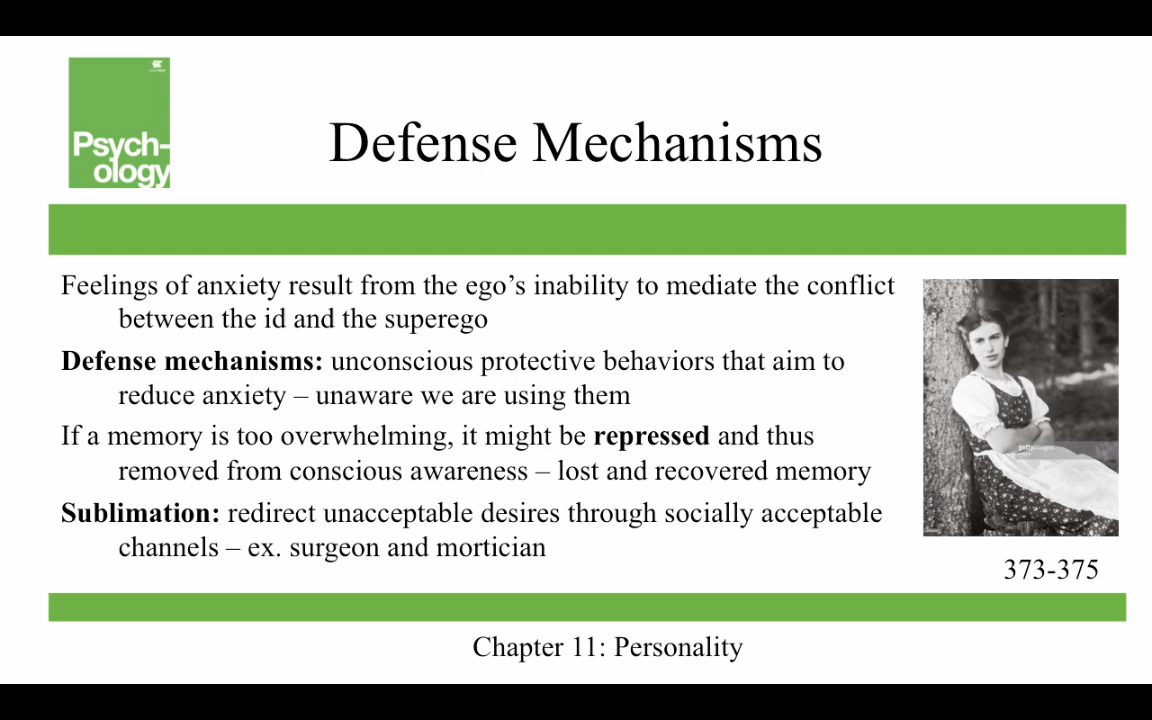 Psych-
ology
Defense Mechanisms
Feelings of anxiety result from the ego’s inability to mediate the conflict
between the id and the superego
Defense mechanisms: unconscious protective behaviors that aim to
reduce anxiety – unaware we are using them
If a memory is too overwhelming, it might be repressed and thus
removed from conscious awareness – lost and recovered memory
Sublimation: redirect unacceptable desires through socially acceptable
channels – ex. surgeon and mortician
gettyimages
373-375
Chapter 11: Personality